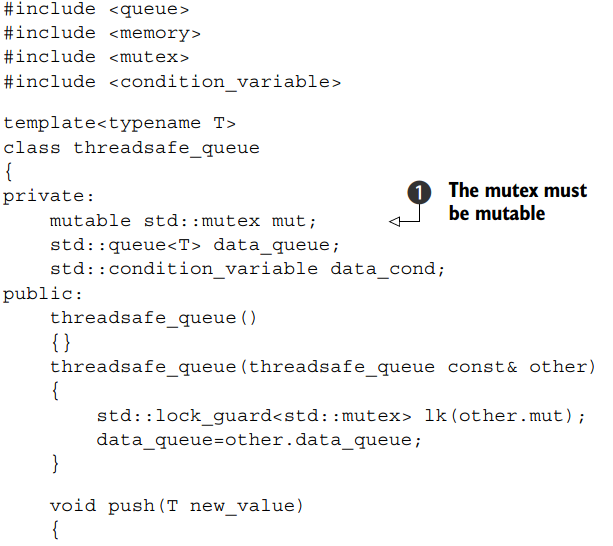 #include <queue>
#include <memory>
#include <mutex>
#include <condition_variable>
template<typename T>
class threadsafe_queue
{
private:
    mutable std::mutex mut;
❶ The mutex must
be mutable
    std::queue<T> data_queue;
    std::condition_variable data_cond;
public:
    threadsafe_queue()
    {}
    threadsafe_queue(threadsafe_queue const& other)
    {
        std::lock_guard<std::mutex> lk(other.mut);
        data_queue=other.data_queue;
    }
    void push(T new_value)
    {